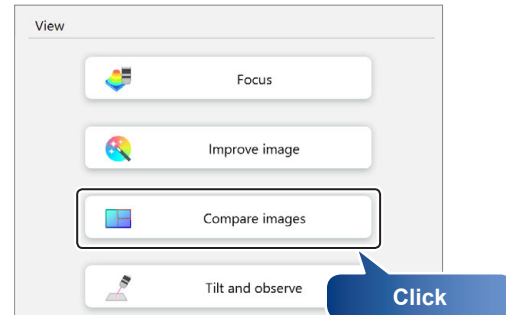 View
Focus
Improve image
Compare images
Tilt and observe
Click